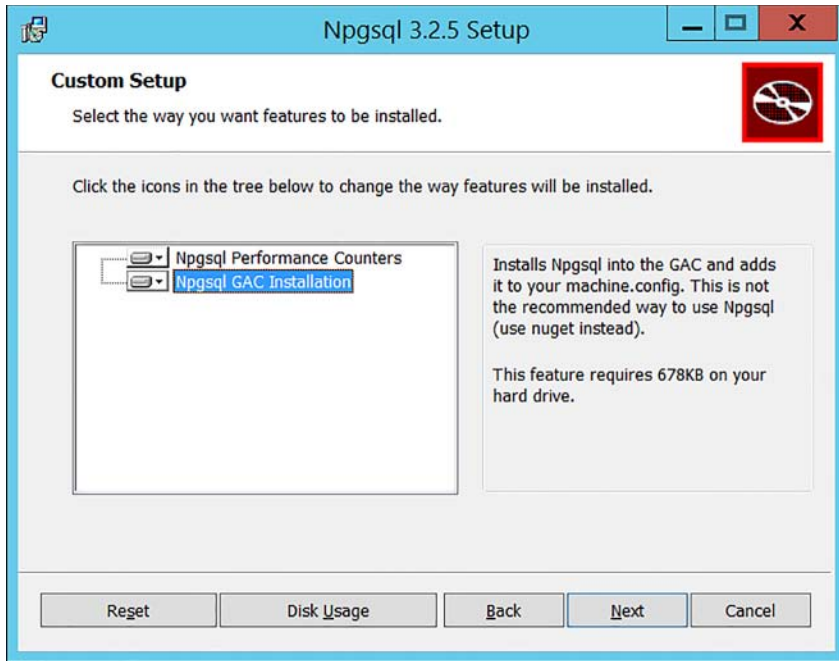 Npgsql 3.2.5 Setup
Custom Setup
Select the way you want features to be installed.
Click the icons in the tree below to change the way features will be installed.
Npgsql Performance Counters
Npgsql GAC Installation
Installs Npgsql into the GAC and adds
it to your machine.config. This is not
the recommended way to use Npgsql
(use nuget instead).
This feature requires 678KB on your
hard drive.
Reset Disk Usage Back Next Cancel